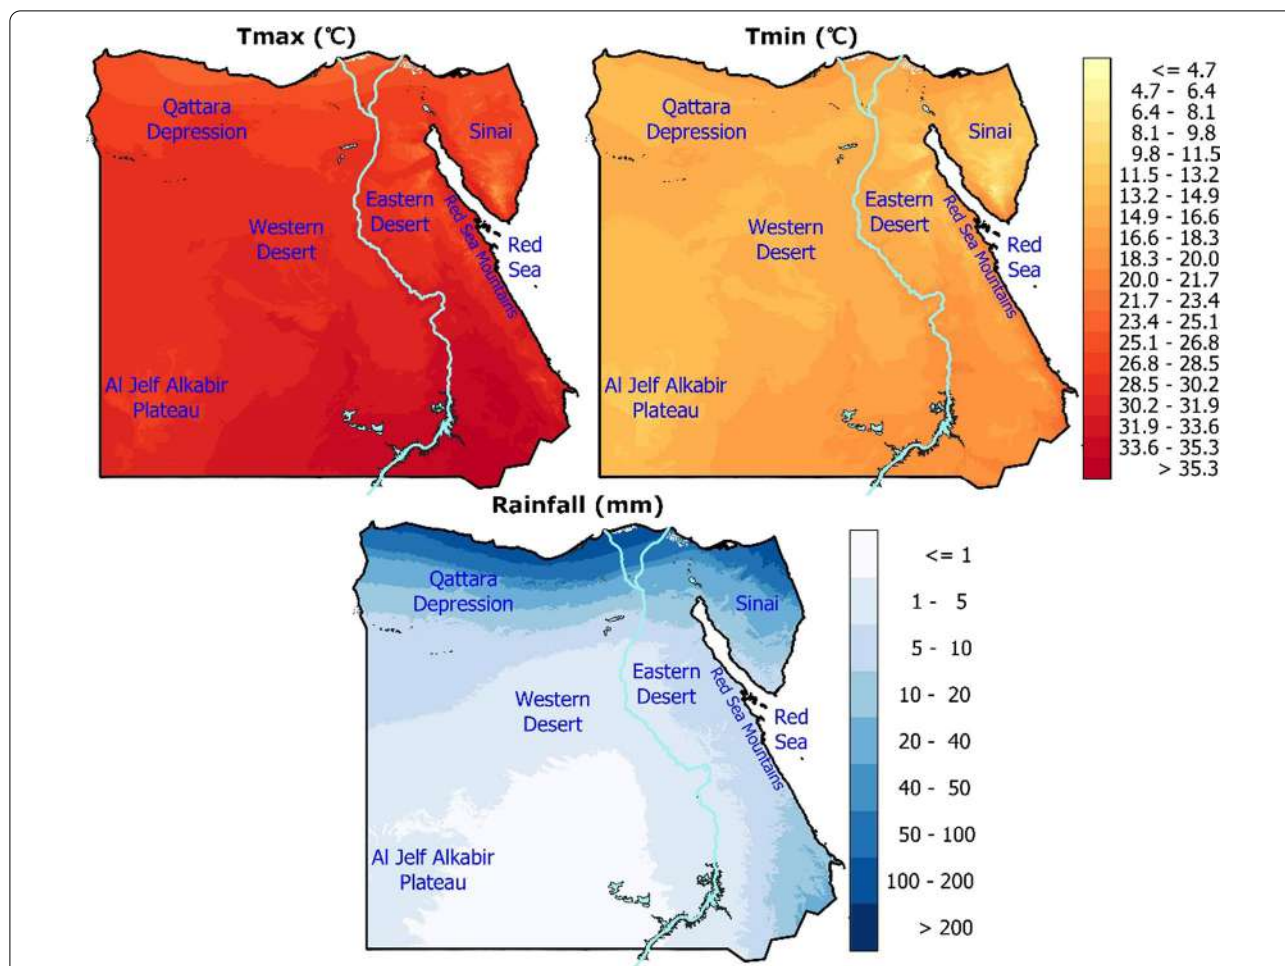 Tmax (℃)
Qattara
Depression
Sinai
Eastern
Desert
Western
Desert
Red Sea Mountains
Red
Sea
Al Jelf Alkabir
Plateau
Tmin (℃)
Qattara
Depression
Sinai
Eastern
Desert
Western
Desert
Red Sea Mountains
Red
Sea
Al Jelf Alkabir
Plateau
<= 4.7
4.7 - 6.4
6.4 - 8.1
8.1 - 9.8
9.8 - 11.5
11.5 - 13.2
13.2 - 14.9
14.9 - 16.6
16.6 - 18.3
18.3 - 20.0
20.0 - 21.7
21.7 - 23.4
23.4 - 25.1
25.1 - 26.8
26.8 - 28.5
28.5 - 30.2
30.2 - 31.9
31.9 - 33.6
33.6 - 35.3
> 35.3
Rainfall (mm)
Qattara
Depression
Sinai
Eastern
Desert
Western
Desert
Red Sea Mountains
Red
Sea
Al Jelf Alkabir
Plateau
<= 1
1 - 5
5 - 10
10 - 20
20 - 40
40 - 50
50 - 100
100 - 200
> 200